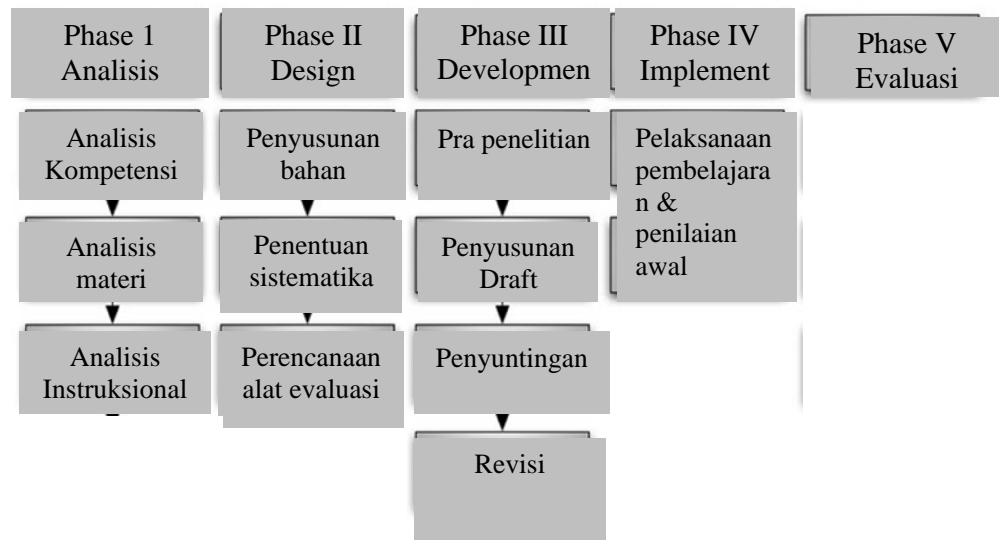 Phase 1
Analisis
Phase II
Design
Phase III
Developmen
Phase IV
Implement
Phase V
Evaluasi
Analisis
Kompetensi
Analisis
materi
Analisis
Instruksional
Penyusunan
bahan
Penentuan
sistematika
Perencanaan
alat evaluasi
Pra penelitian
Penyusunan
Draft
Penyuntingan
Revisi
Pelaksanaan
pembelajara
n &
penilaian
awal